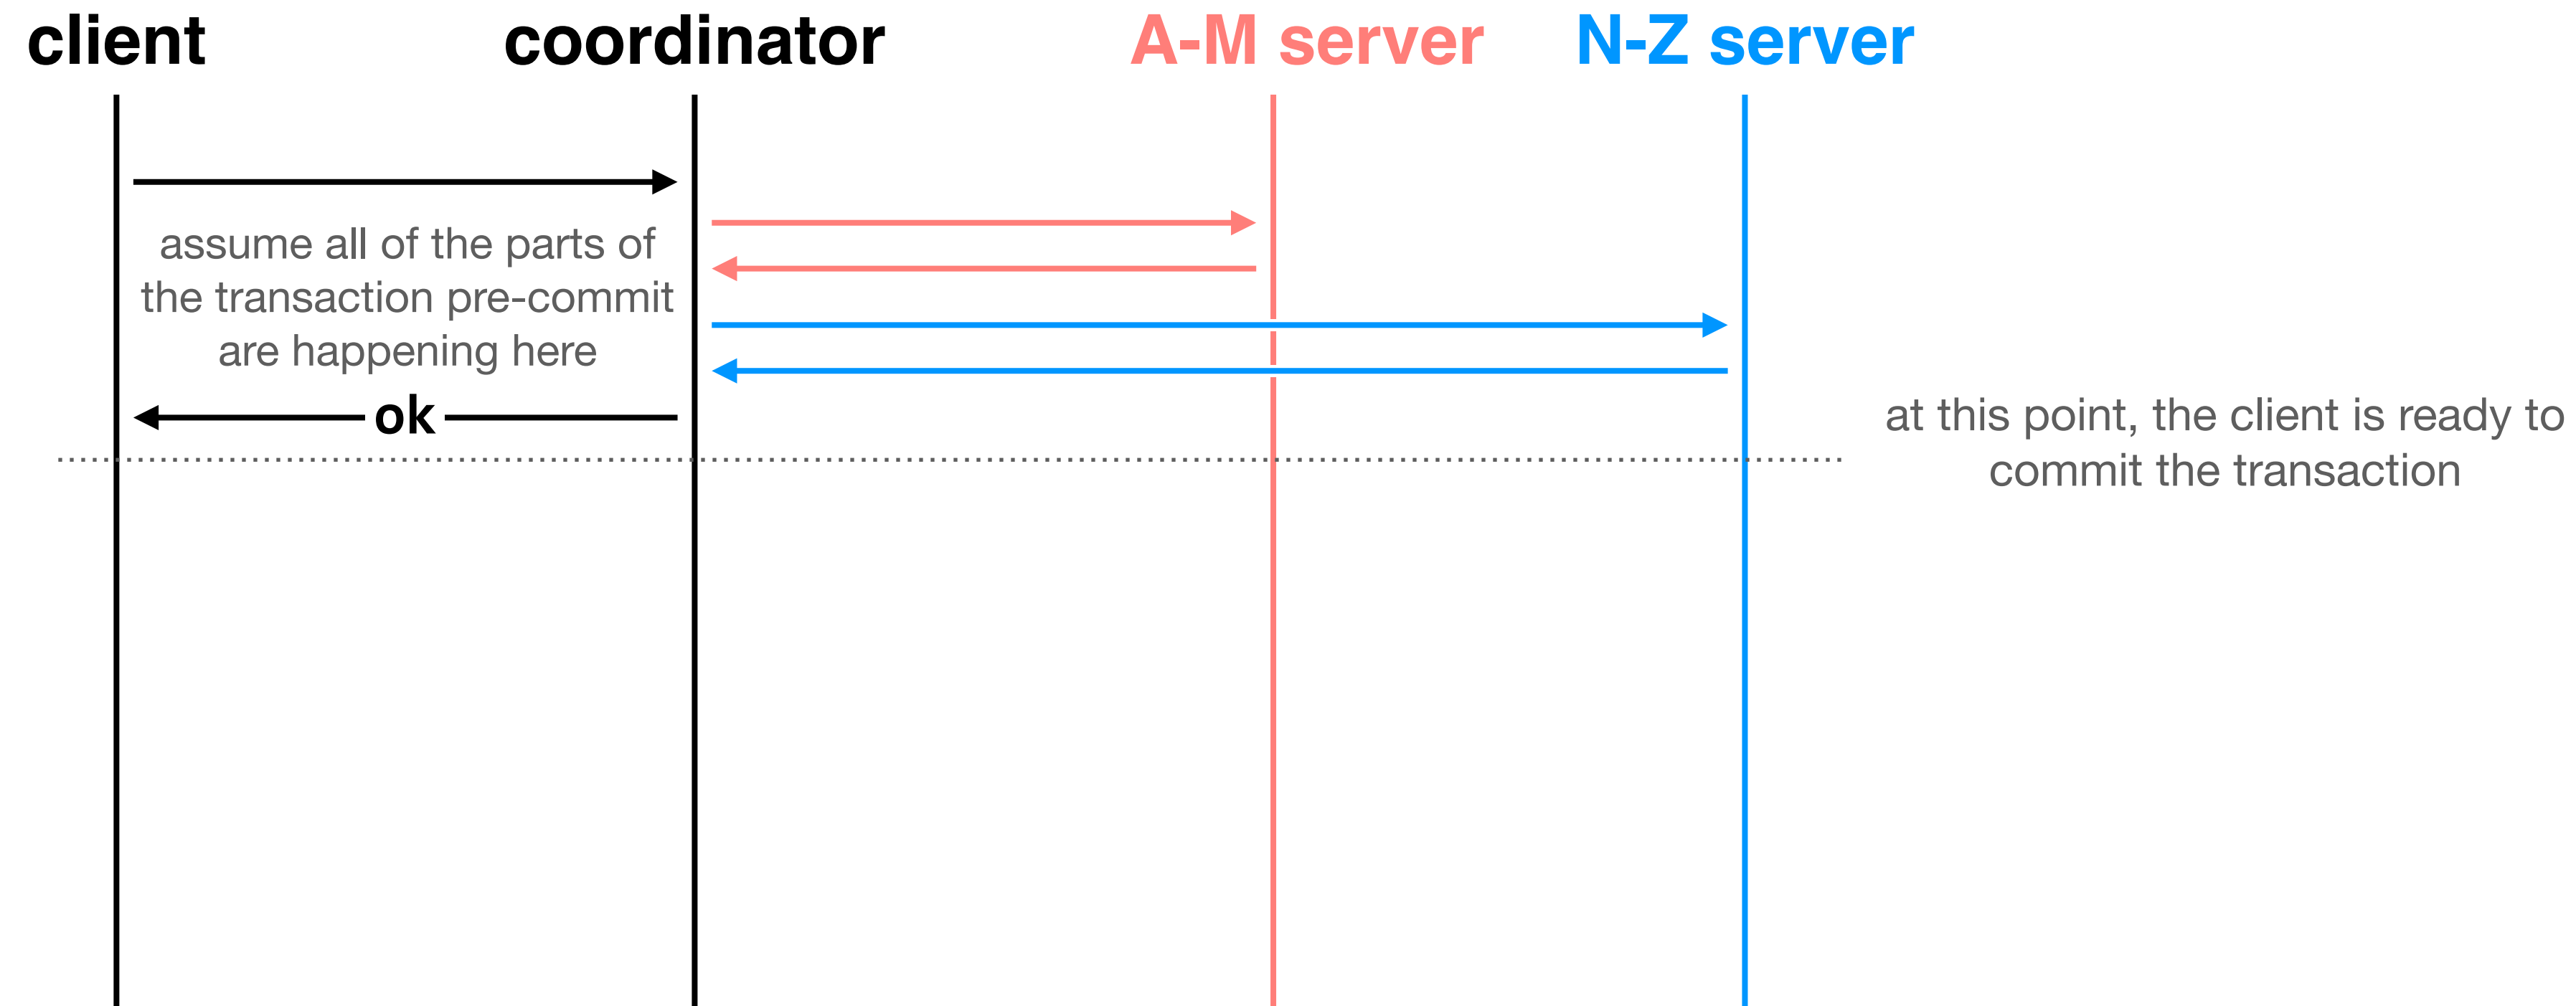 client
coordinator
A-M server
N-Z server
assume all of the parts of
the transaction pre-commit
are happening here
ok
at this point, the client is ready to
commit the transaction